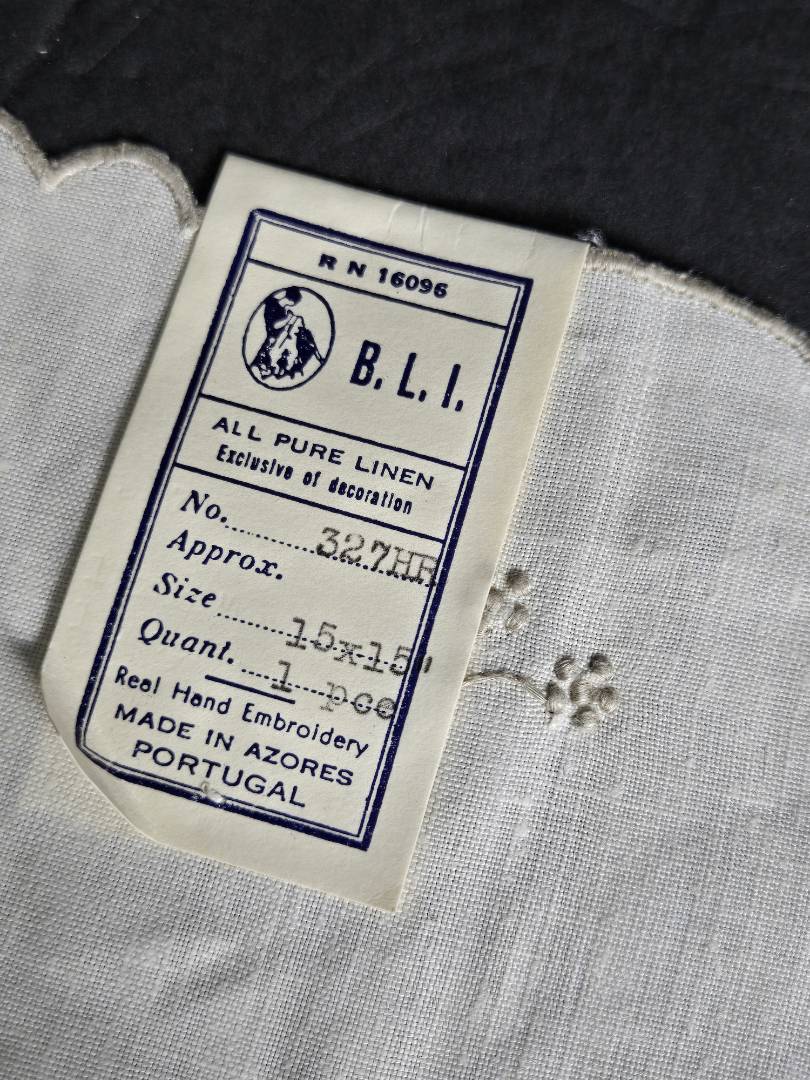 R N 16096
B. L. I.
ALL PURE LINEN
Exclusive of decoration
No. 327HR
Approx.
Size 15x15"
Quant. 1 pce
Real Hand Embroidery
MADE IN AZORES
PORTUGAL